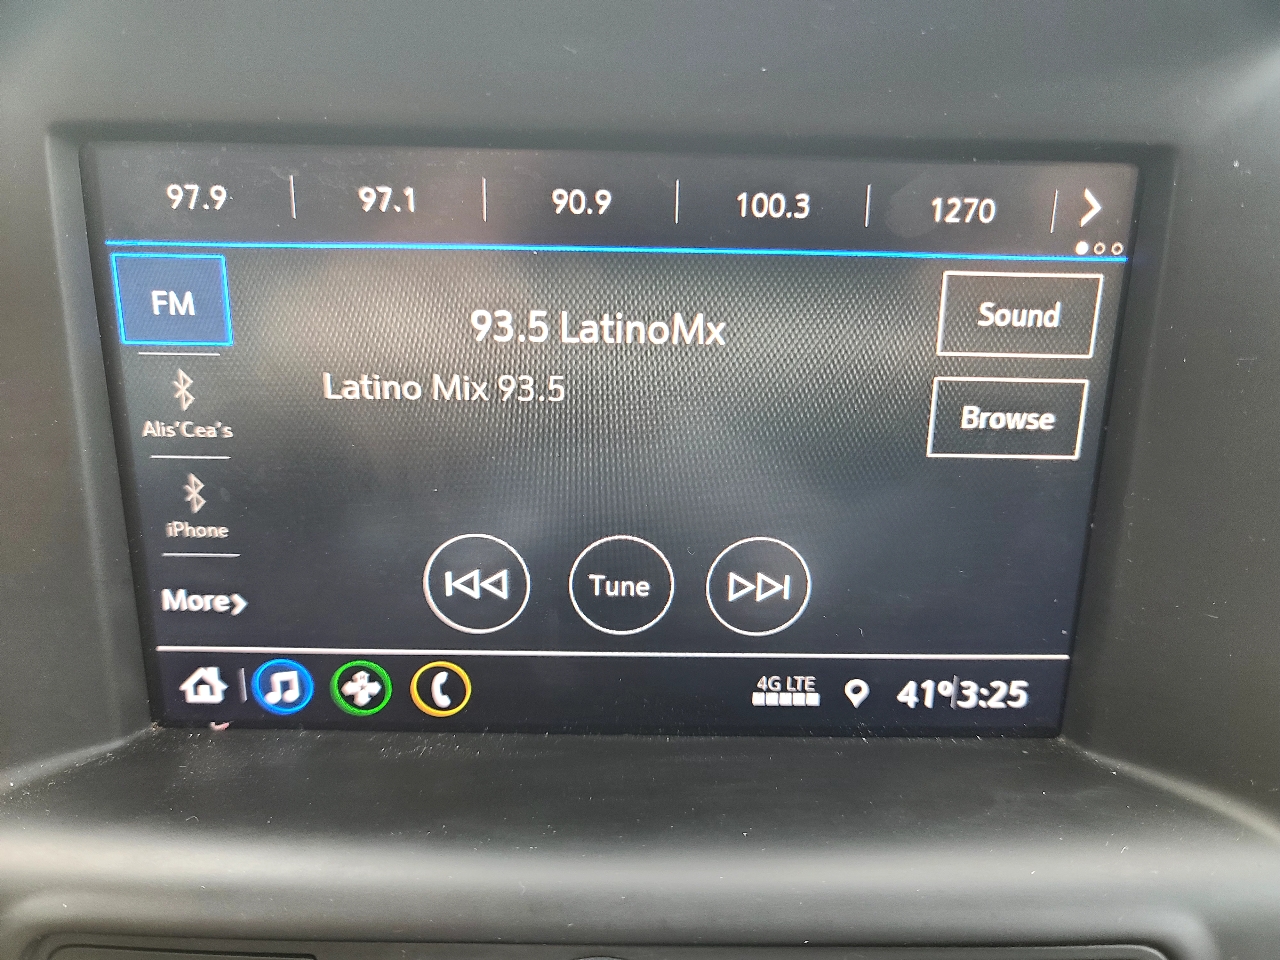 97.9 97.1 90.9 100.3 1270
FM
93.5 LatinoMx
Sound
Latino Mix 93.5
Browse
Alis'Cea's
iPhone
More
Tune
4G LTE
41° 3:25